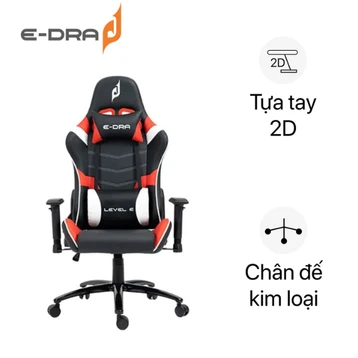 E-DRA
2D
Tựa tay
2D
E-DRA
LEVEL E
Chân đế
kim loại